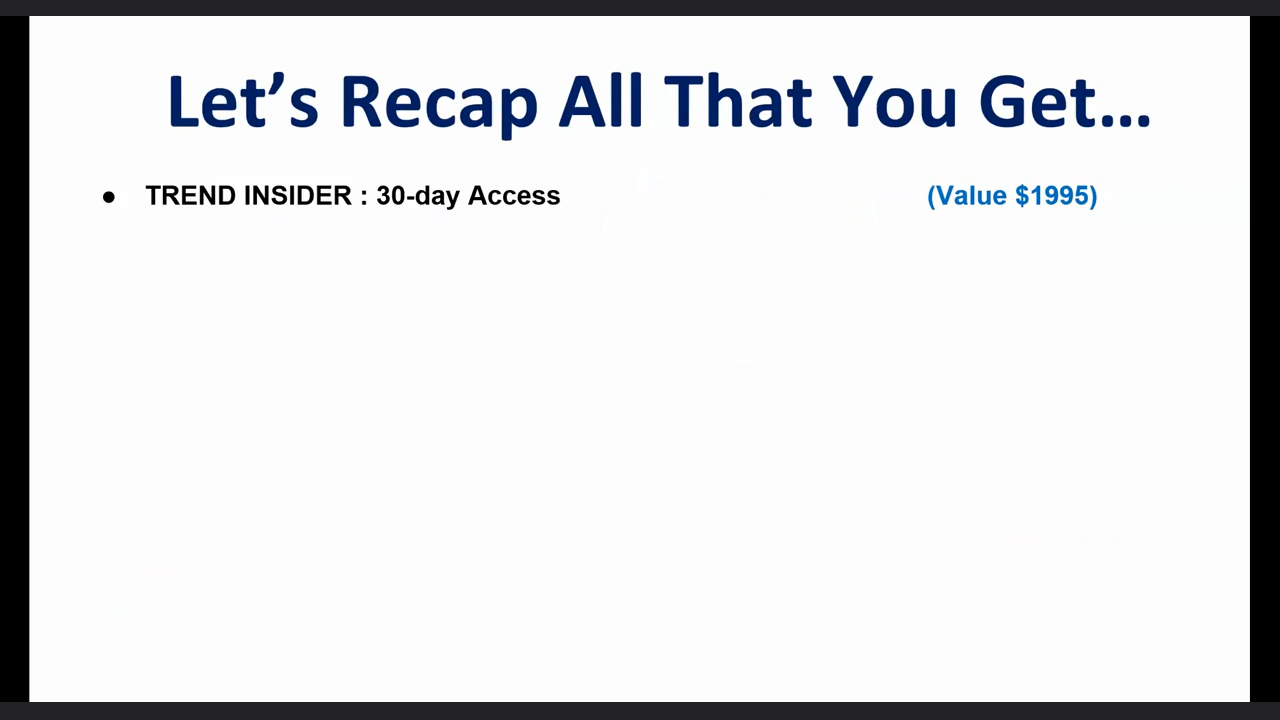 Let’s Recap All That You Get…
● TREND INSIDER : 30-day Access (Value $1995)